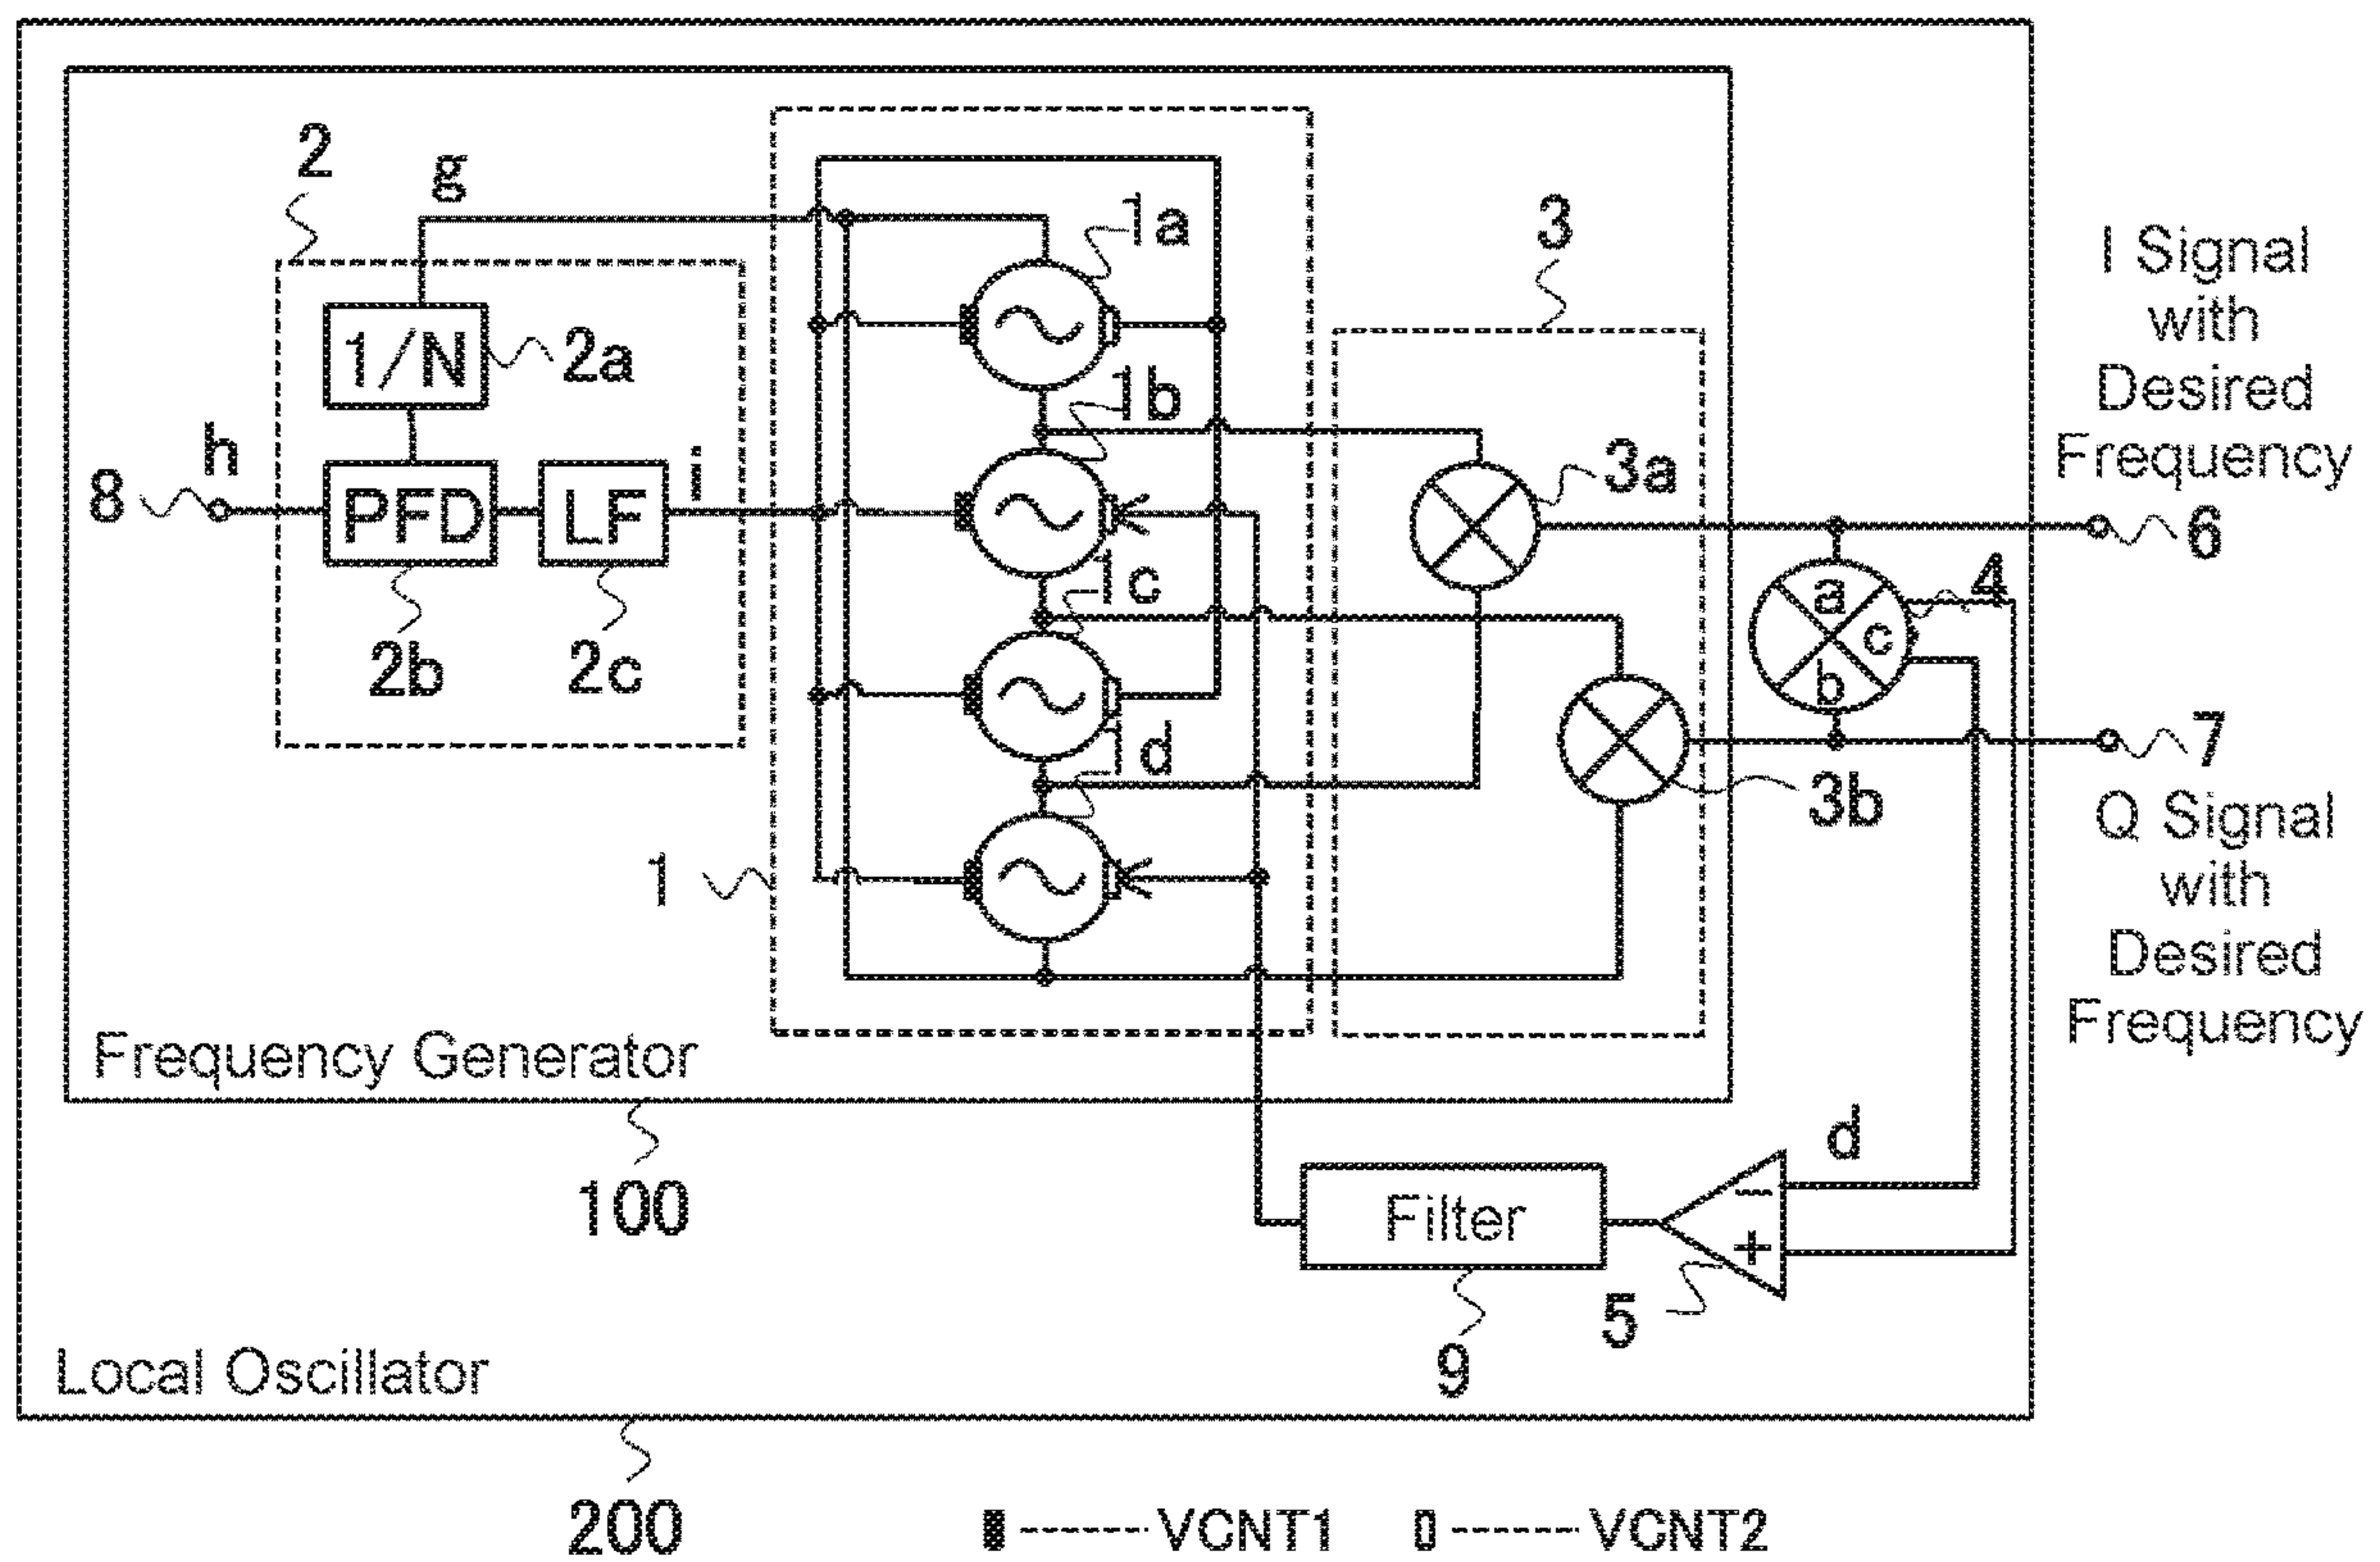 2
g
1a
3
I Signal
with
Desired
Frequency
1/N
2a
1b
h
8
PFD
LF
i
3a
6
1c
a
4
c
b
2b
2c
1d
7
3b
Q Signal
with
Desired
Frequency
1
Frequency Generator
100
d
−
+
Filter
5
9
Local Oscillator
200
VCNT1
VCNT2